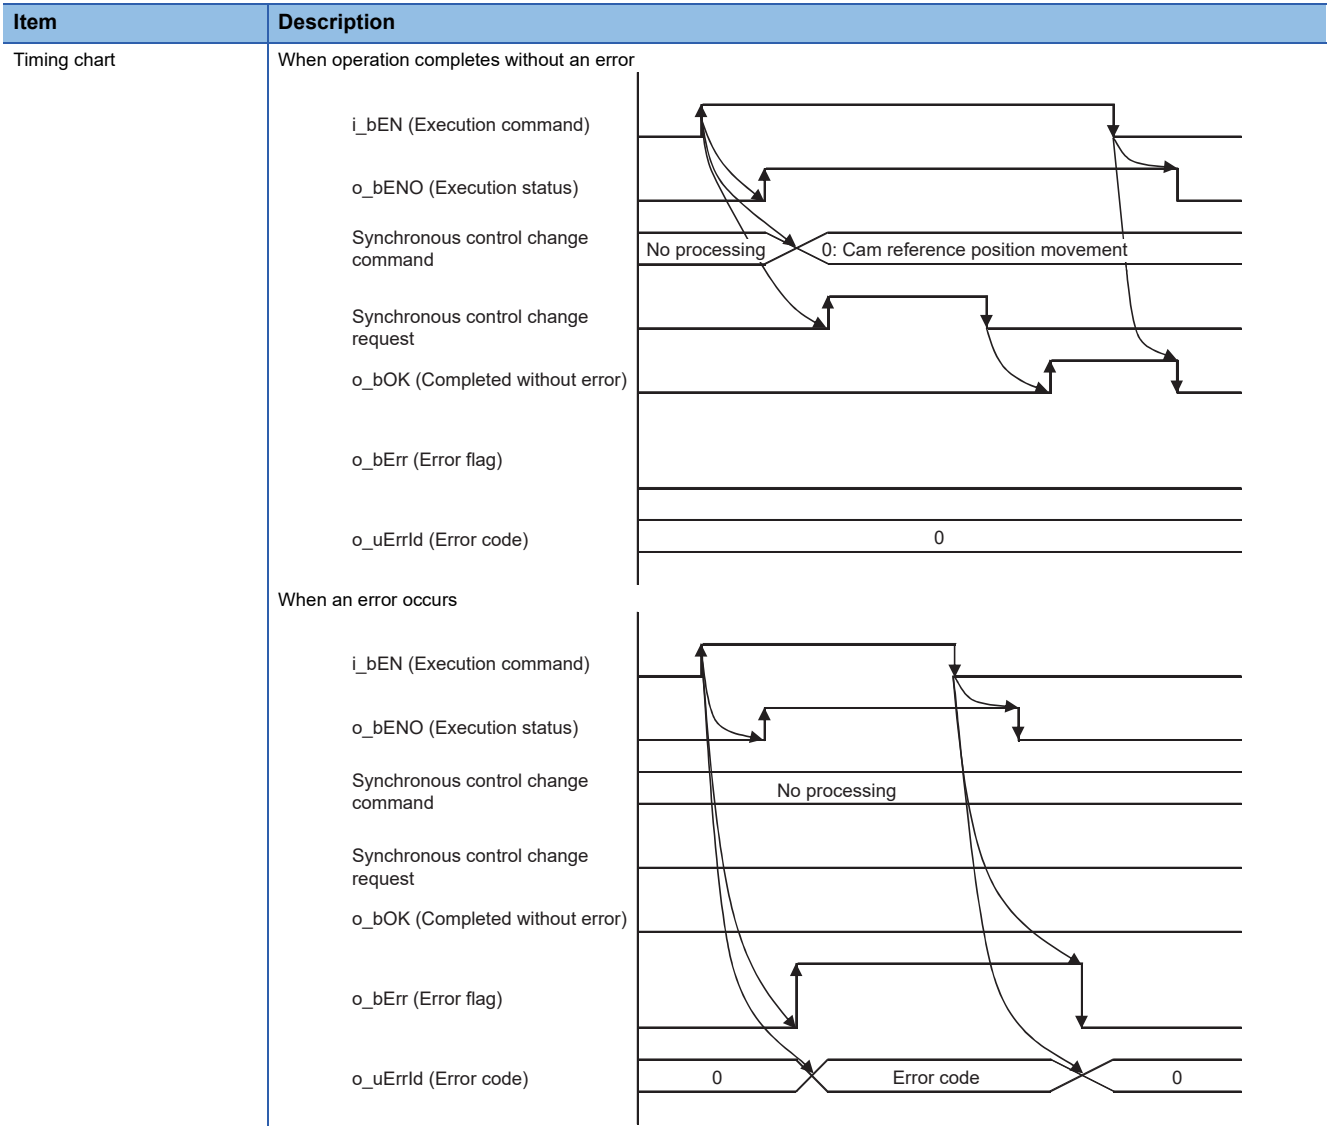 Item Description
Timing chart When operation completes without an error
i_bEN (Execution command)
o_bENO (Execution status)
Synchronous control change
command
No processing 0: Cam reference position movement
Synchronous control change
request
o_bOK (Completed without error)
o_bErr (Error flag)
o_uErrId (Error code) 0
When an error occurs
i_bEN (Execution command)
o_bENO (Execution status)
Synchronous control change
command
No processing
Synchronous control change
request
o_bOK (Completed without error)
o_bErr (Error flag)
o_uErrId (Error code) 0 Error code 0